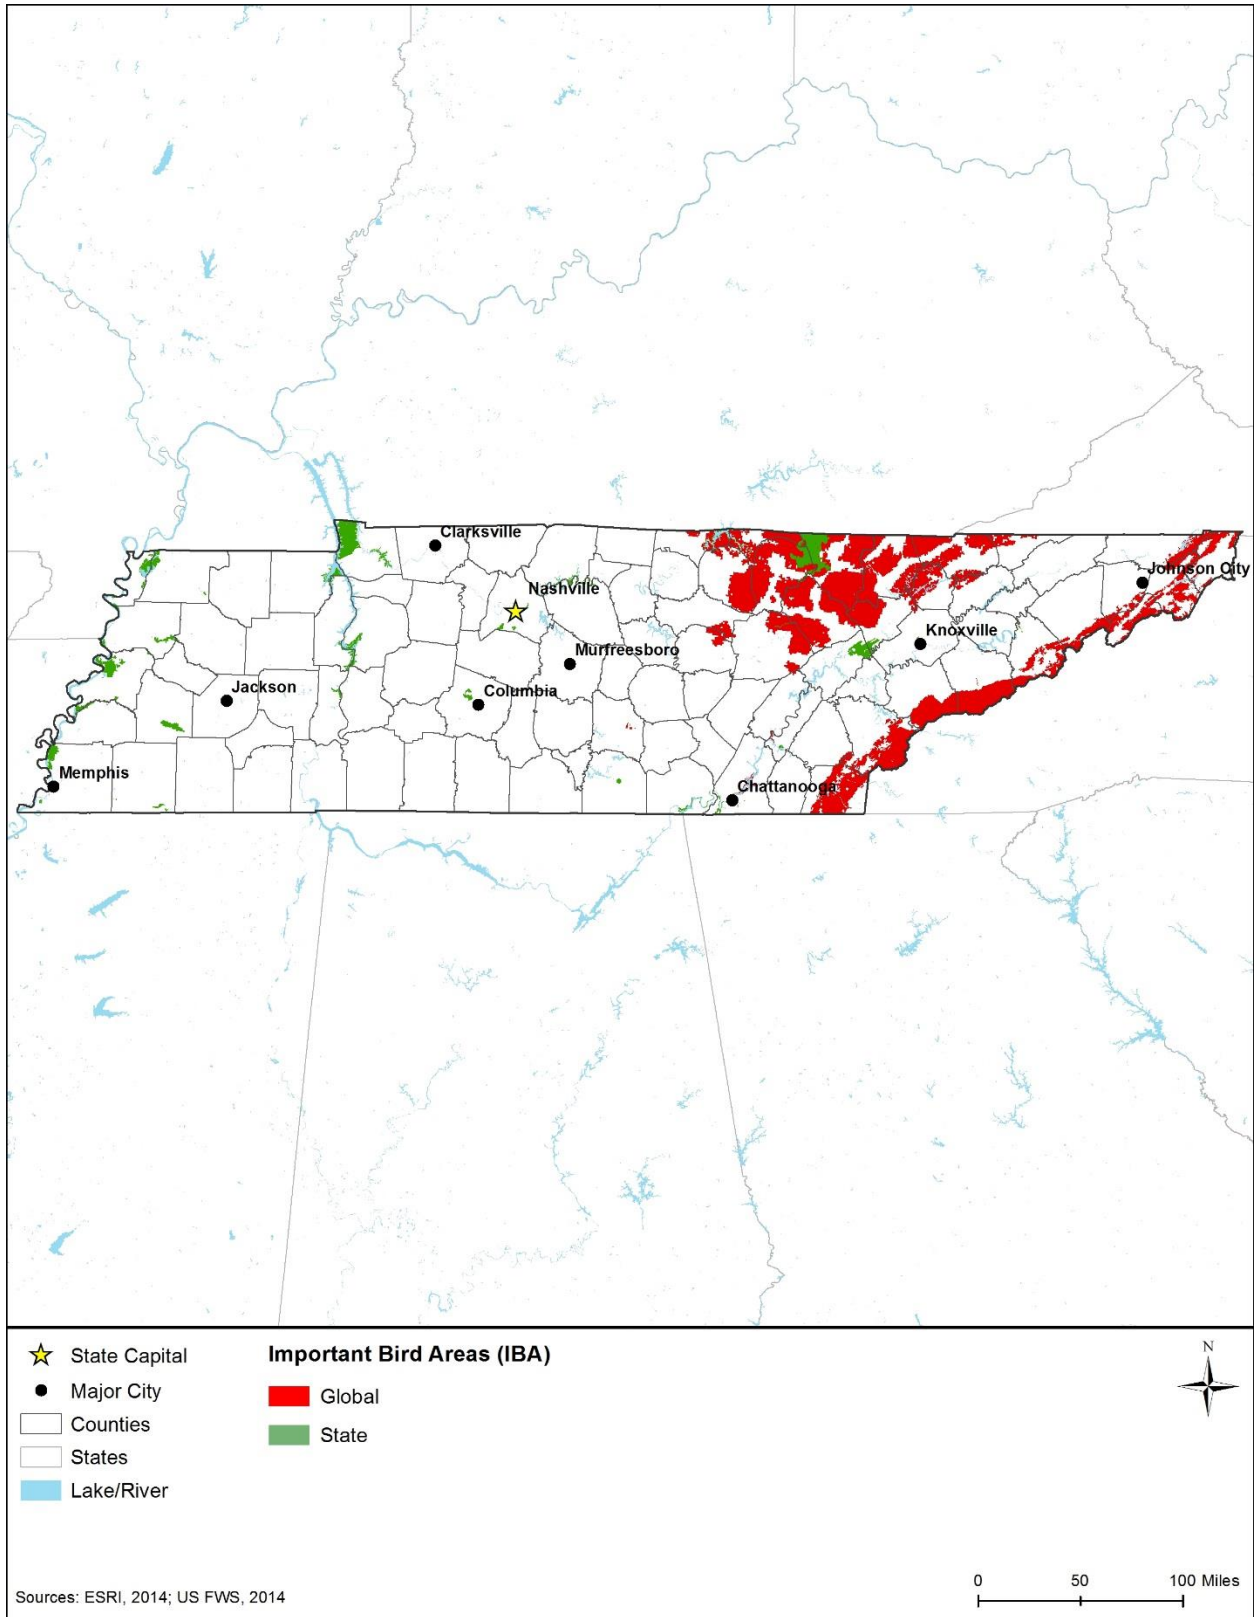 Clarksville
Nashville
Johnson City
Knoxville
Murfreesboro
Jackson
Columbia
Memphis
Chattanooga
State Capital
Major City
Counties
States
Lake/River
Important Bird Areas (IBA)
Global
State
N
Sources: ESRI, 2014; US FWS, 2014
0 50 100 Miles